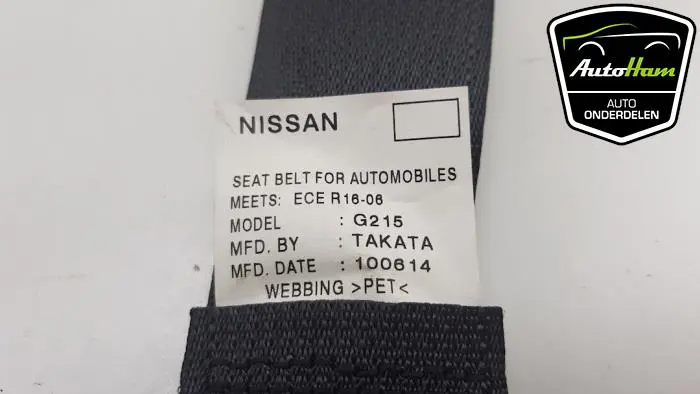 NISSAN
SEAT BELT FOR AUTOMOBILES
MEETS: ECE R16-06
MODEL : G215
MFD. BY : TAKATA
MFD. DATE : 100614
WEBBING >PET<
AutoHam
AUTO
ONDERDELEN